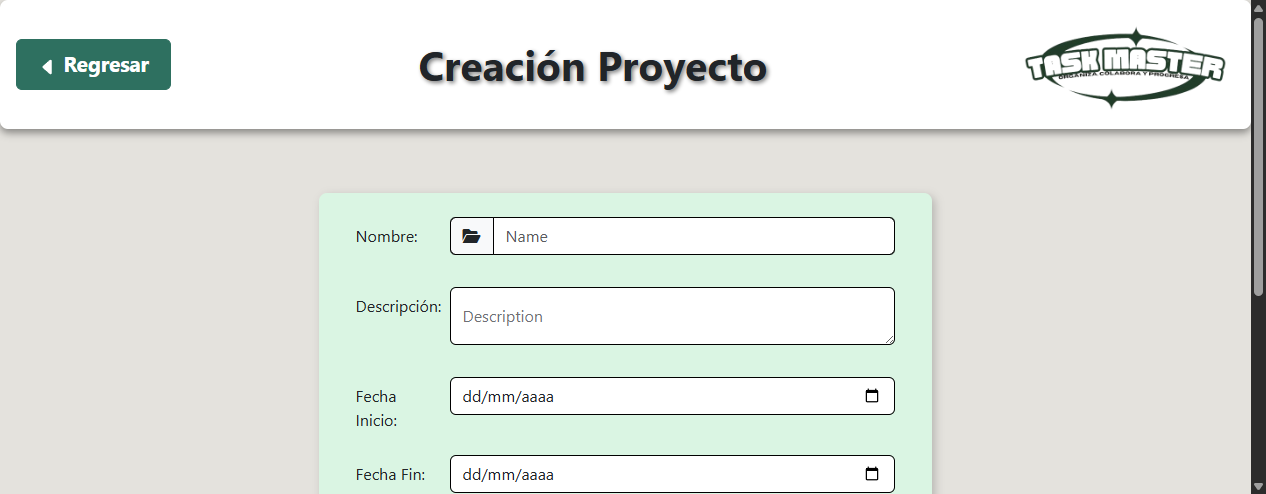 Regresar
Creación Proyecto
TASK MASTER
ORGANIZA COLABORA Y PROGRESA
Nombre:
Name
Descripción:
Description
Fecha
Inicio:
dd/mm/aaaa
Fecha Fin:
dd/mm/aaaa